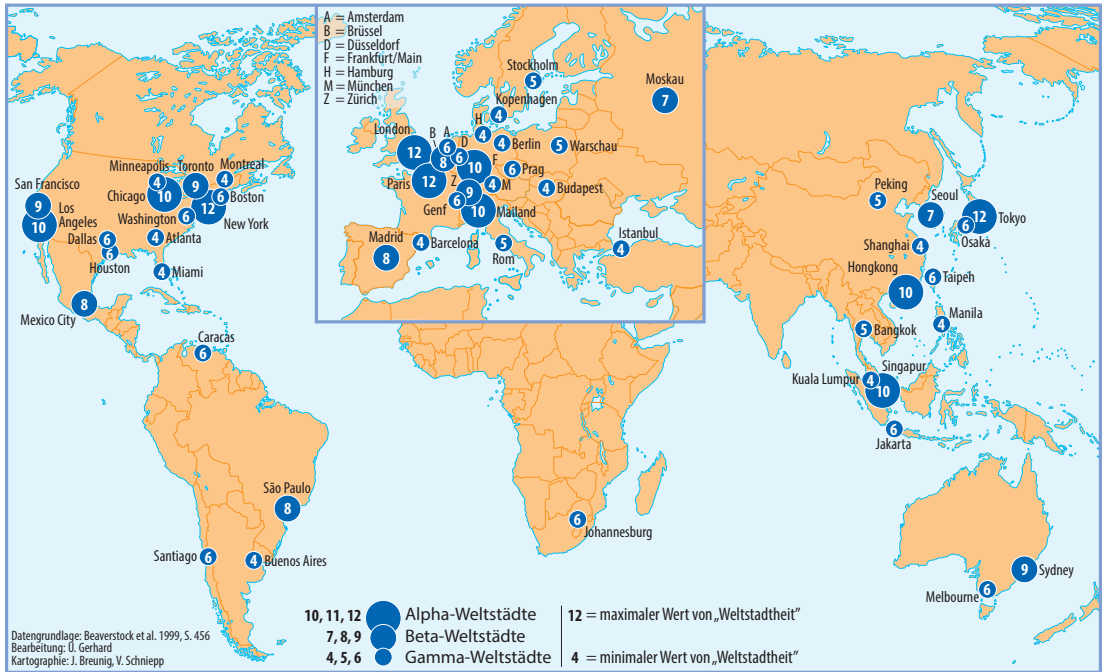 A = Amsterdam
B = Brüssel
D = Düsseldorf
F = Frankfurt/Main
H = Hamburg
M = München
Z = Zürich
Stockholm
5
Moskau
7
Kopenhagen
4
H
4
London
12
B
8
A
6
D
6
Berlin
4
Warschau
5
10
F
Prag
6
Paris
12
Z
9
M
4
Budapest
4
Genf
6
Mailand
10
Madrid
8
Barcelona
4
Rom
5
Istanbul
4
Minneapolis
4
Toronto
9
Montreal
4
San Francisco
9
Chicago
10
Boston
6
Los
Angeles
10
Washington
6
New York
12
Dallas
6
Atlanta
4
Houston
6
Miami
4
Mexico City
8
Caracas
6
São Paulo
8
Santiago
6
Buenos Aires
4
Johannesburg
6
Peking
5
Seoul
7
Tokyo
12
Osaka
6
Shanghai
4
Hongkong
10
Taipeh
6
Manila
4
Bangkok
5
Kuala Lumpur
4
Singapur
10
Jakarta
6
Sydney
9
Melbourne
6
10, 11, 12 Alpha-Weltstädte
7, 8, 9 Beta-Weltstädte
4, 5, 6 Gamma-Weltstädte
12 = maximaler Wert von „Weltstadtheit"
4 = minimaler Wert von „Weltstadtheit"
Datengrundlage: Beaverstock et al. 1999, S. 456
Bearbeitung: U. Gerhard
Kartographie: J. Breunig, V. Schniepp